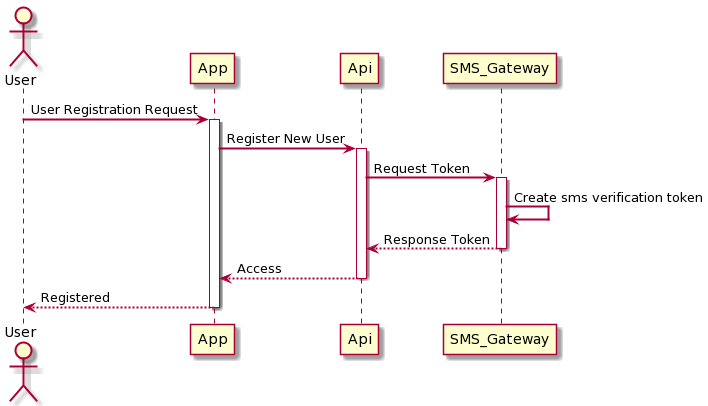 User
App
Api
SMS_Gateway
User Registration Request
Register New User
Request Token
Create sms verification token
Response Token
Access
Registered
User
App
Api
SMS_Gateway